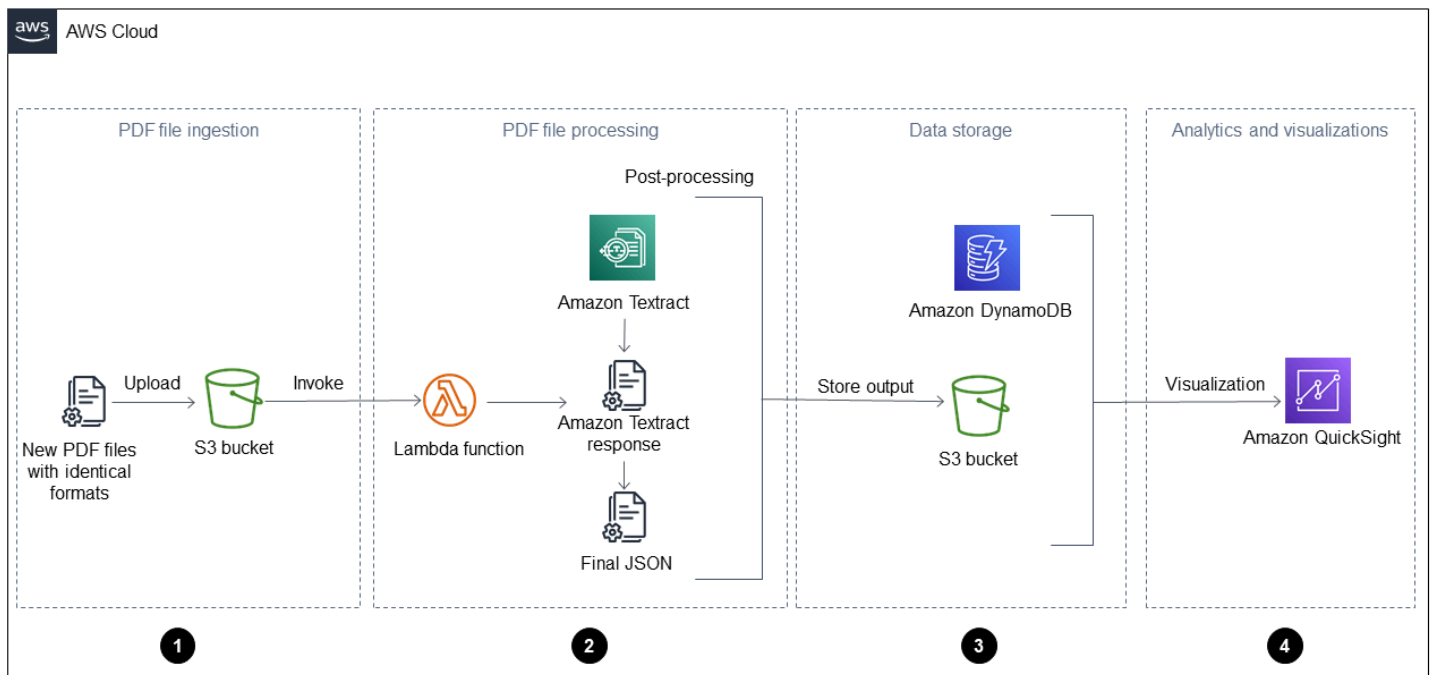 aws
AWS Cloud
PDF file ingestion
PDF file processing
Data storage
Analytics and visualizations
Post-processing
Amazon Textract
Amazon DynamoDB
Upload
Invoke
Store output
Visualization
New PDF files
with identical
formats
S3 bucket
Lambda function
Amazon Textract
response
S3 bucket
Amazon QuickSight
Final JSON
1
2
3
4